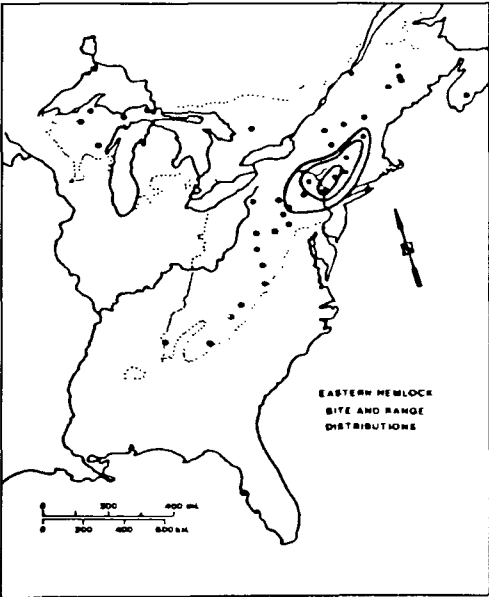 EASTERN HEMLOCK
SITE AND RANGE
DISTRIBUTIONS
0 200 400 mi.
0 200 400 600 km.